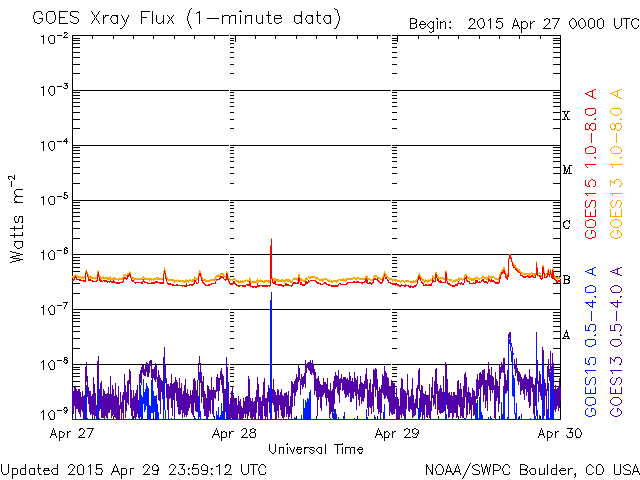 GOES Xray Flux (1-minute data)
Begin: 2015 Apr 27 0000 UTC
10⁻²
10⁻³
10⁻⁴
10⁻⁵
10⁻⁶
10⁻⁷
10⁻⁸
10⁻⁹
Watts m⁻²
X
M
C
B
A
GOES15 1.0-8.0 A
GOES13 1.0-8.0 A
GOES15 0.5-4.0 A
GOES13 0.5-4.0 A
Apr 27
Apr 28
Apr 29
Apr 30
Universal Time
Updated 2015 Apr 29 23:59:12 UTC
NOAA/SWPC Boulder, CO USA